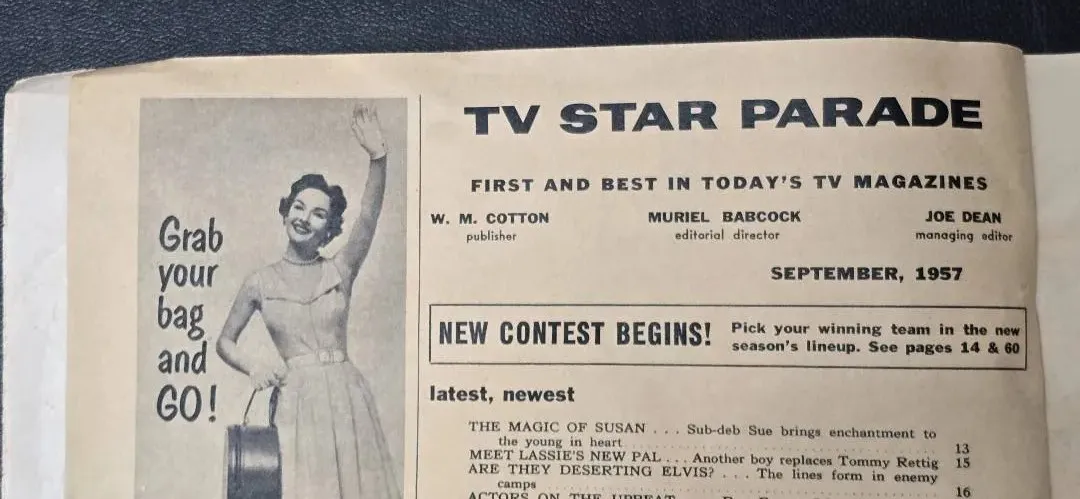 Grab
your
bag
and
GO!
TV STAR PARADE
FIRST AND BEST IN TODAY'S TV MAGAZINES
W. M. COTTON MURIEL BABCOCK JOE DEAN
publisher editorial director managing editor
SEPTEMBER, 1957
NEW CONTEST BEGINS! Pick your winning team in the new
season's lineup. See pages 14 & 60
latest, newest
THE MAGIC OF SUSAN . . . Sub-deb Sue brings enchantment to
the young in heart 13
MEET LASSIE'S NEW PAL . . . Another boy replaces Tommy Rettig 15
ARE THEY DESERTING ELVIS? . . . The lines form in enemy
camps 16
ACTORS ON THE UPBEAT